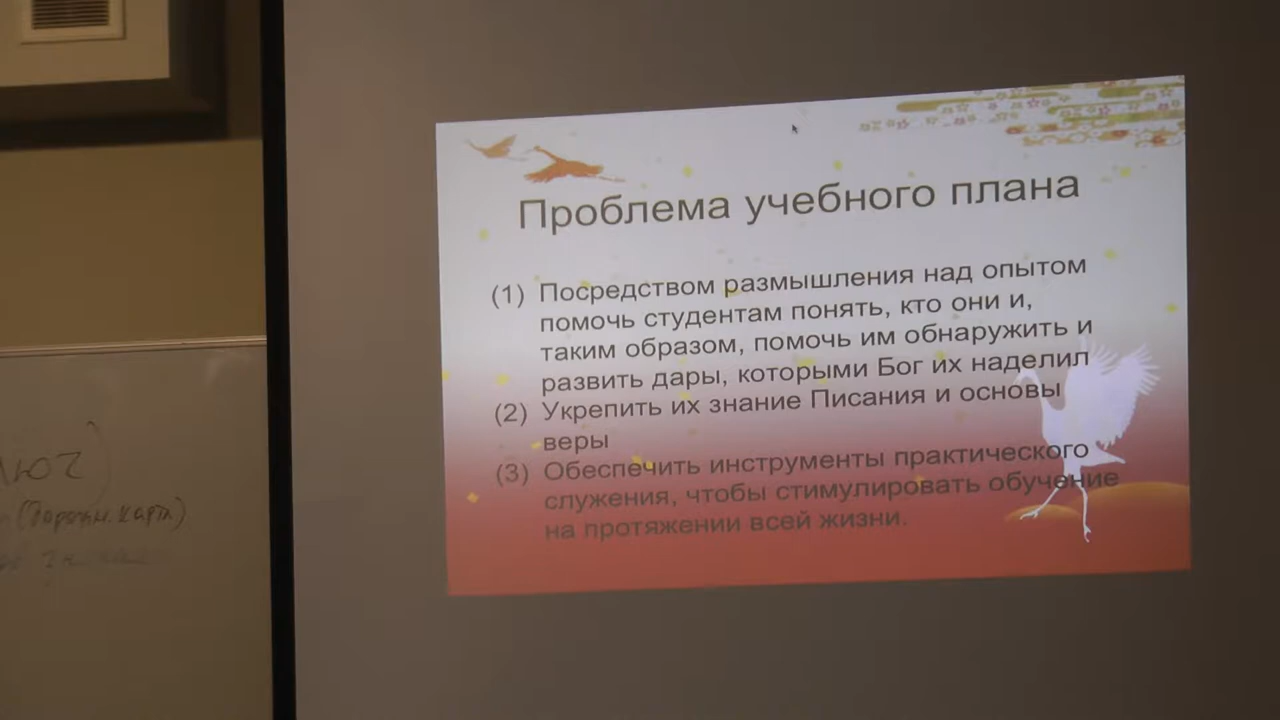 Проблема учебного плана
(1) Посредством размышления над опытом
помочь студентам понять, кто они и,
таким образом, помочь им обнаружить и
развить дары, которыми Бог их наделил
(2) Укрепить их знание Писания и основы
веры
(3) Обеспечить инструменты практического
служения, чтобы стимулировать обучение
на протяжении всей жизни.